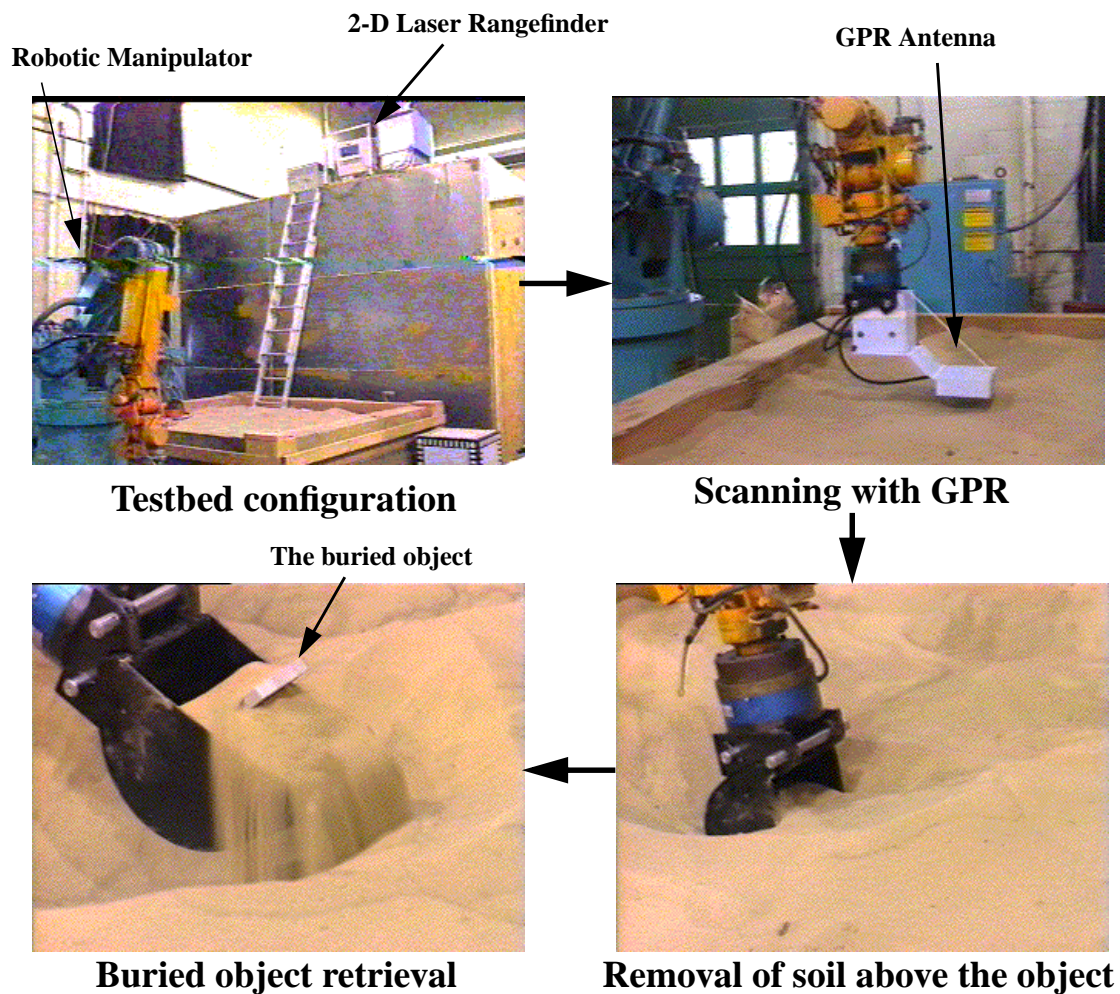 2-D Laser Rangefinder
Robotic Manipulator
GPR Antenna
Testbed configuration
Scanning with GPR
The buried object
Buried object retrieval
Removal of soil above the object